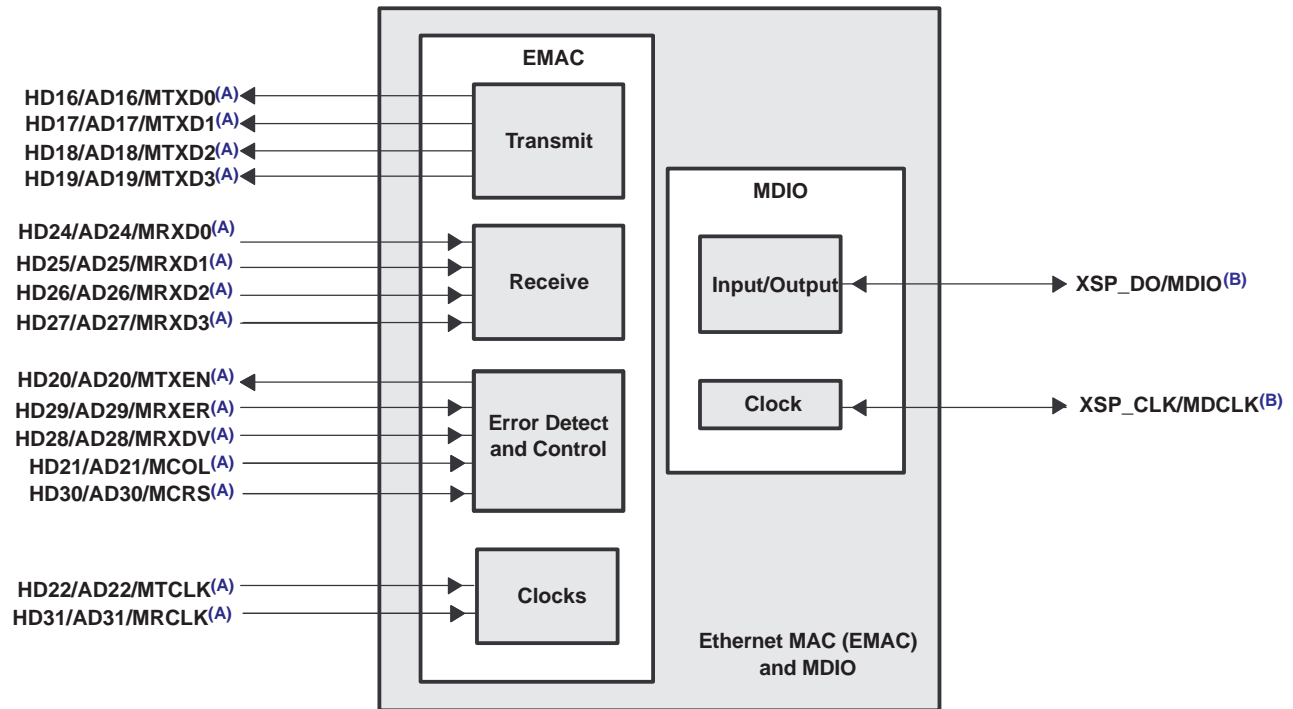 EMAC
HD16/AD16/MTXD0(A)
HD17/AD17/MTXD1(A)
HD18/AD18/MTXD2(A)
HD19/AD19/MTXD3(A)
Transmit
HD24/AD24/MRXD0(A)
HD25/AD25/MRXD1(A)
HD26/AD26/MRXD2(A)
HD27/AD27/MRXD3(A)
Receive
HD20/AD20/MTXEN(A)
HD29/AD29/MRXER(A)
HD28/AD28/MRXDV(A)
HD21/AD21/MCOL(A)
HD30/AD30/MCRS(A)
Error Detect
and Control
HD22/AD22/MTCLK(A)
HD31/AD31/MRCLK(A)
Clocks
MDIO
Input/Output
XSP_DO/MDIO(B)
Clock
XSP_CLK/MDCLK(B)
Ethernet MAC (EMAC)
and MDIO